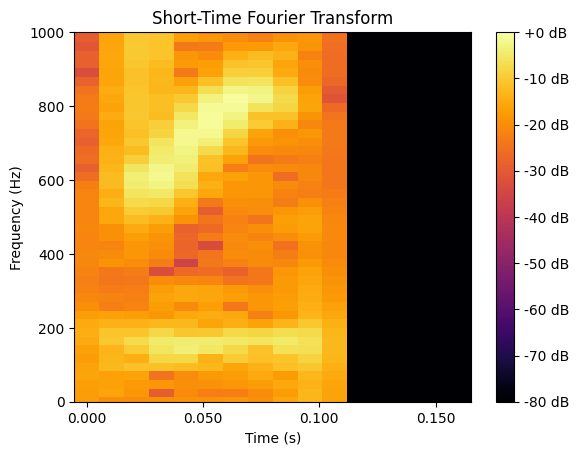 Short-Time Fourier Transform
1000
800
600
400
200
0
Frequency (Hz)
0.000
0.050
0.100
0.150
Time (s)
+0 dB
-10 dB
-20 dB
-30 dB
-40 dB
-50 dB
-60 dB
-70 dB
-80 dB